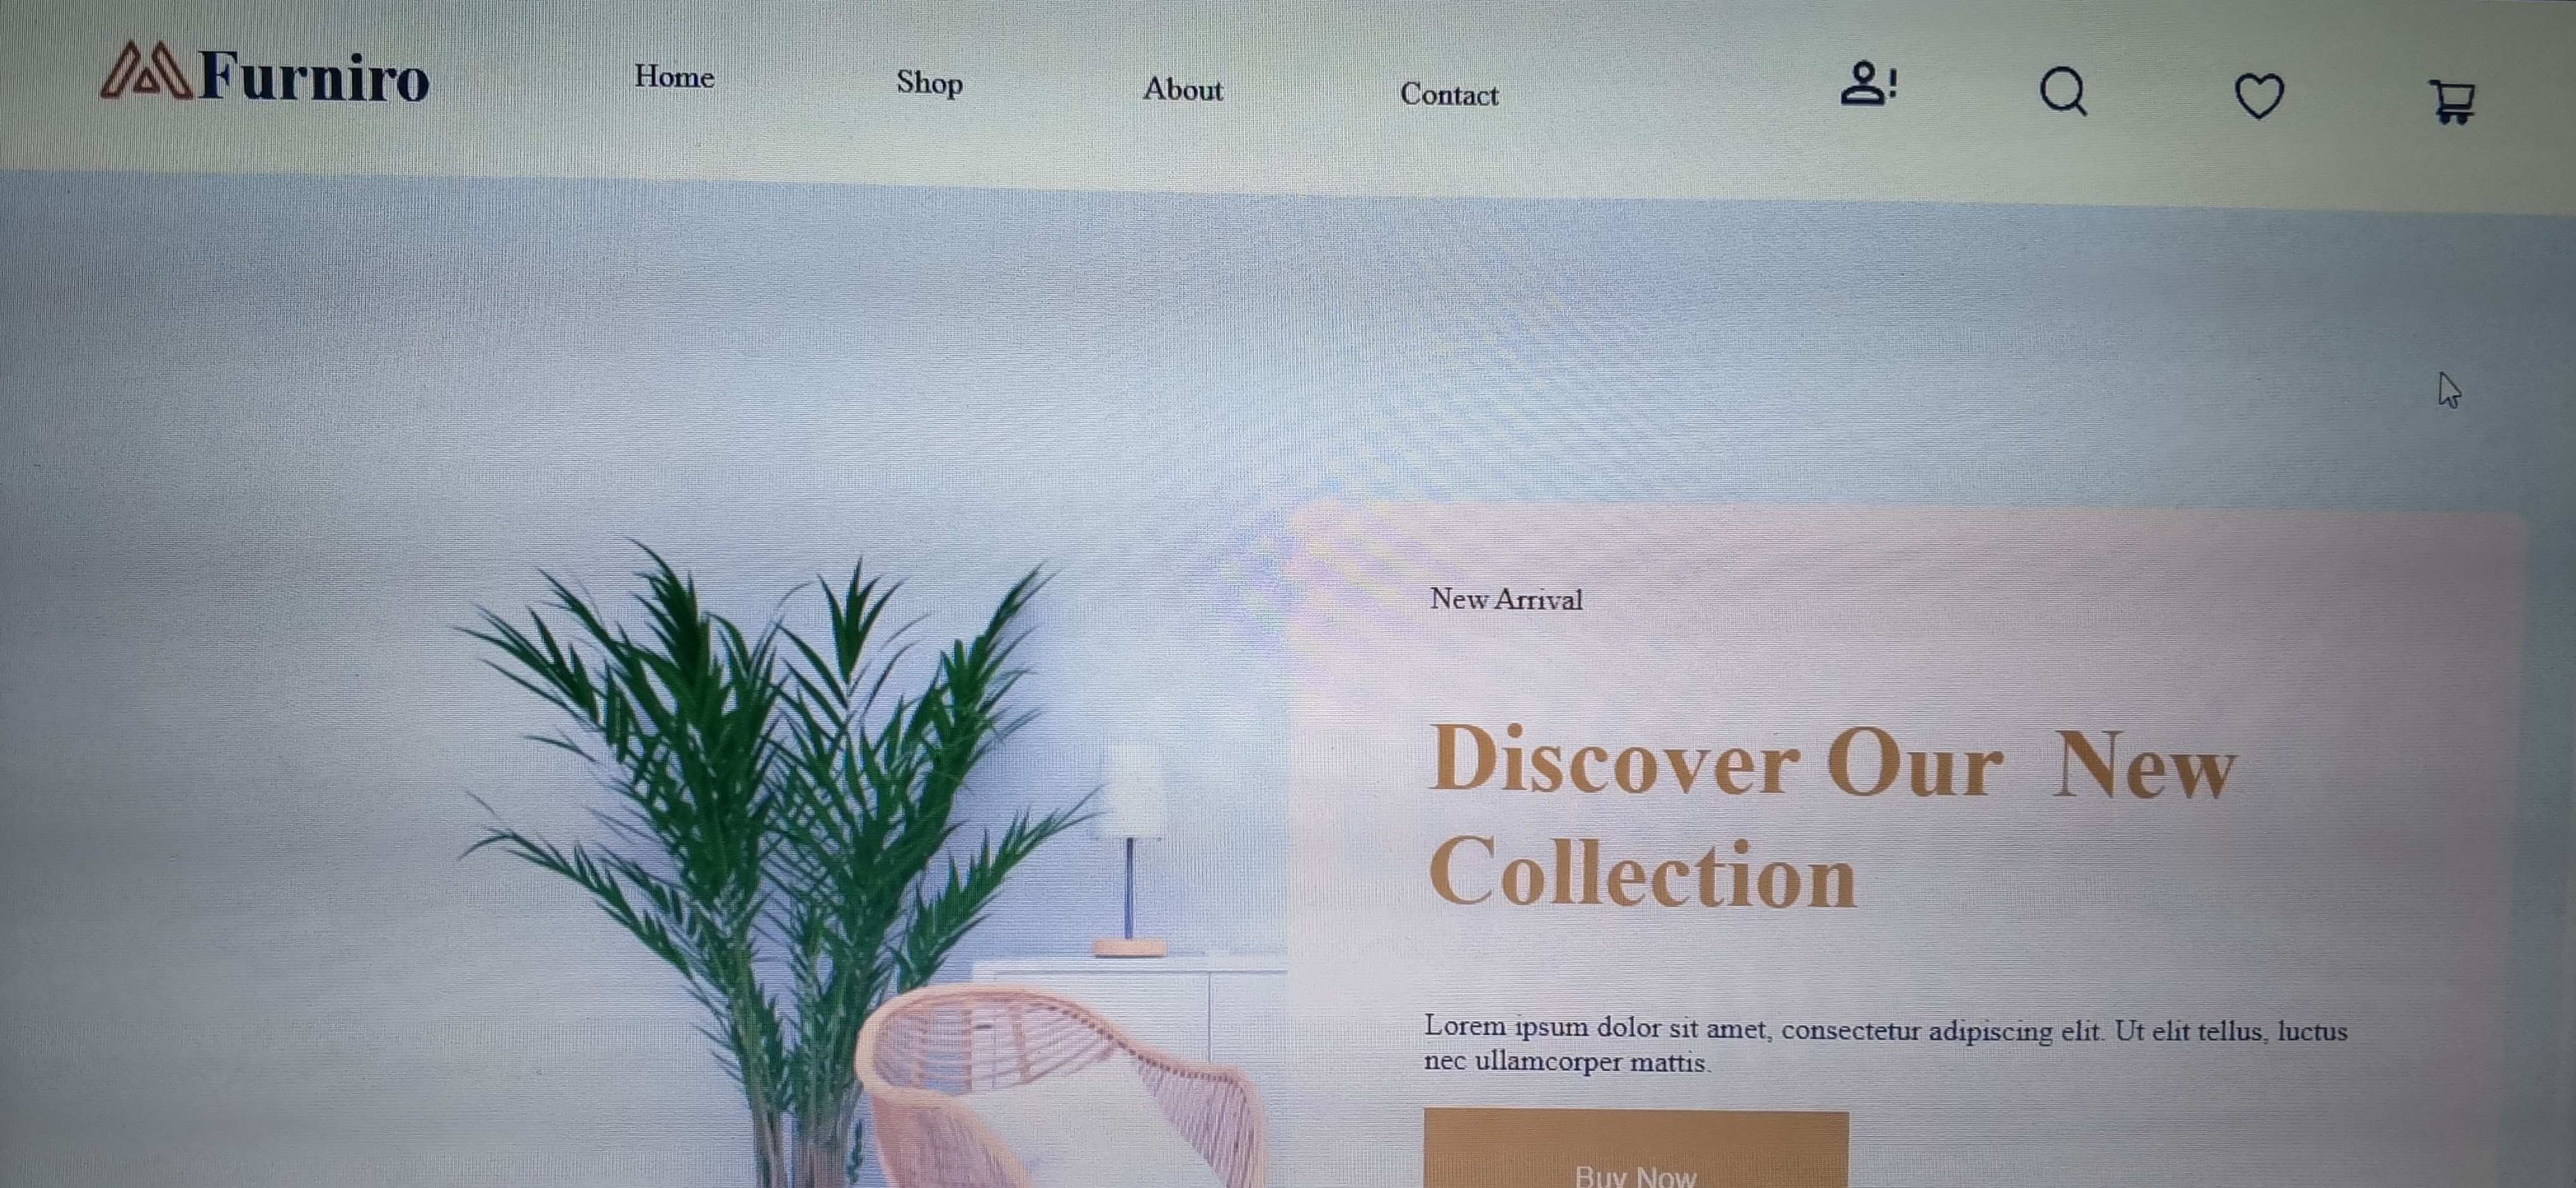 Furniro
Home
Shop
About
Contact
New Arrival
Discover Our New
Collection
Lorem ipsum dolor sit amet, consectetur adipiscing elit. Ut elit tellus, luctus
nec ullamcorper mattis.
Buy Now